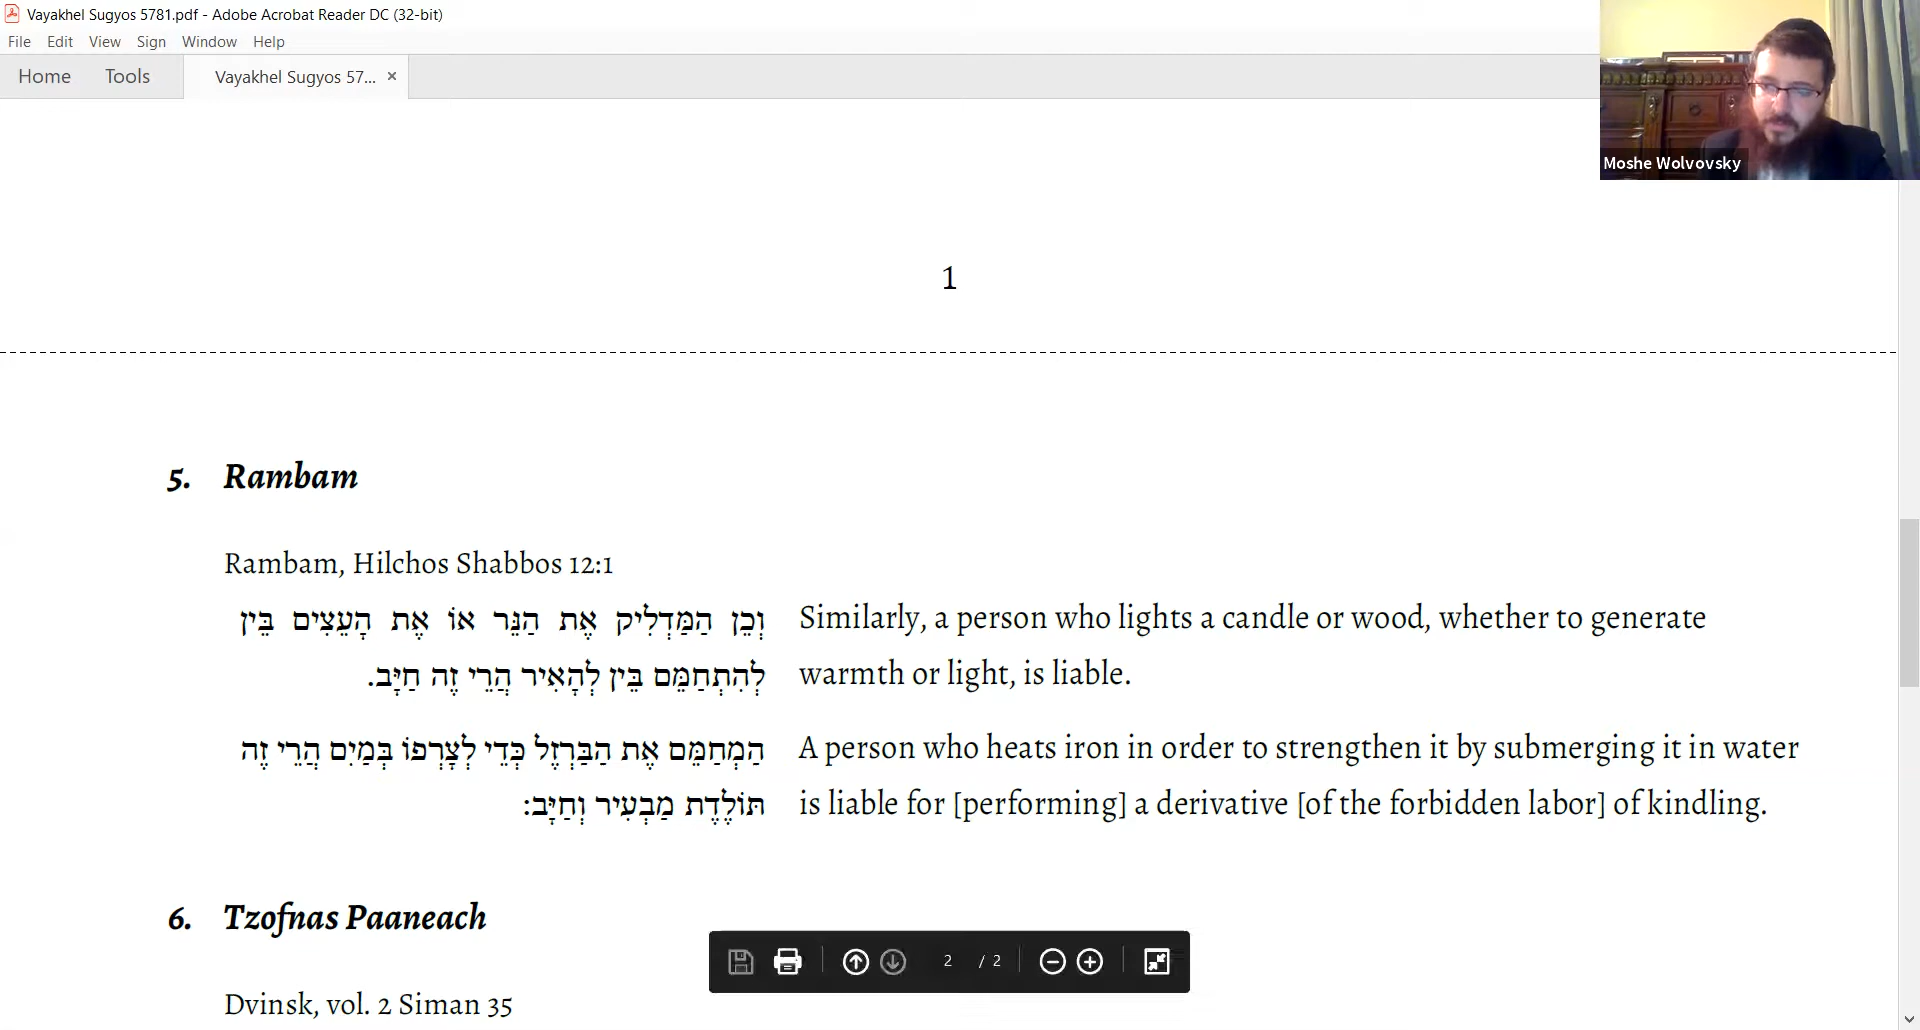 Vayakhel Sugyos 5781.pdf - Adobe Acrobat Reader DC (32-bit)
File Edit View Sign Window Help
Home Tools Vayakhel Sugyos 57... ×
Moshe Wolvovsky
1
5. Rambam
Rambam, Hilchos Shabbos 12:1
וְכֵן הַמַּדְלִיק אֶת הַנֵּר אוֹ אֶת הָעֵצִים בֵּין
לְהִתְחַמֵּם בֵּין לְהָאִיר הֲרֵי זֶה חַיָּב.
Similarly, a person who lights a candle or wood, whether to generate
warmth or light, is liable.
הַמְחַמֵּם אֶת הַבַּרְזֶל כְּדֵי לְצָרְפוֹ בְּמַיִם הֲרֵי זֶה
תּוֹלֶדֶת מַבְעִיר וְחַיָּב:
A person who heats iron in order to strengthen it by submerging it in water
is liable for [performing] a derivative [of the forbidden labor] of kindling.
6. Tzofnas Paaneach
2 / 2
Dvinsk, vol. 2 Siman 35